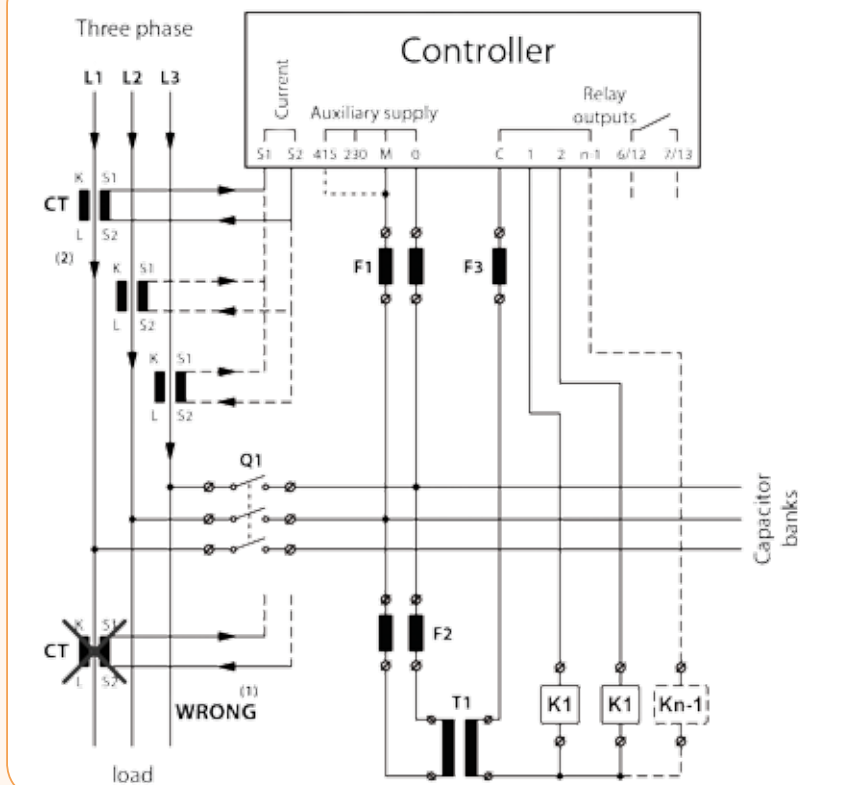 Three phase
Controller
L1 L2 L3
Current
Auxiliary supply
Relay
outputs
S1 S2 415 230 M 0 C 1 2 n-1 6/12 7/13
K S1
CT
L S2
(2)
F1 F3
K S1
L S2
K S1
L S2
Q1
Capacitor
banks
K S1
CT
L S2
F2
(1)
WRONG
T1
K1 K1 Kn-1
load